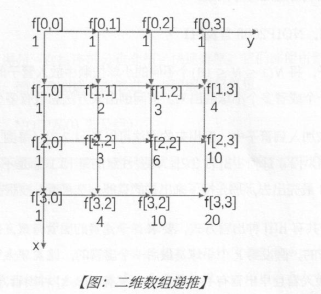 f[0,0] f[0,1] f[0,2] f[0,3]
1 1 1 1 y
f[1,0] f[1,1] f[1,2] f[1,3]
1 2 3 4
f[2,0] f[2,2] f[2,2] f[2,3]
1 3 6 10
f[3,0] f[3,2] f[3,2] f[3,3]
1 4 10 20
x
【图：二维数组递推】